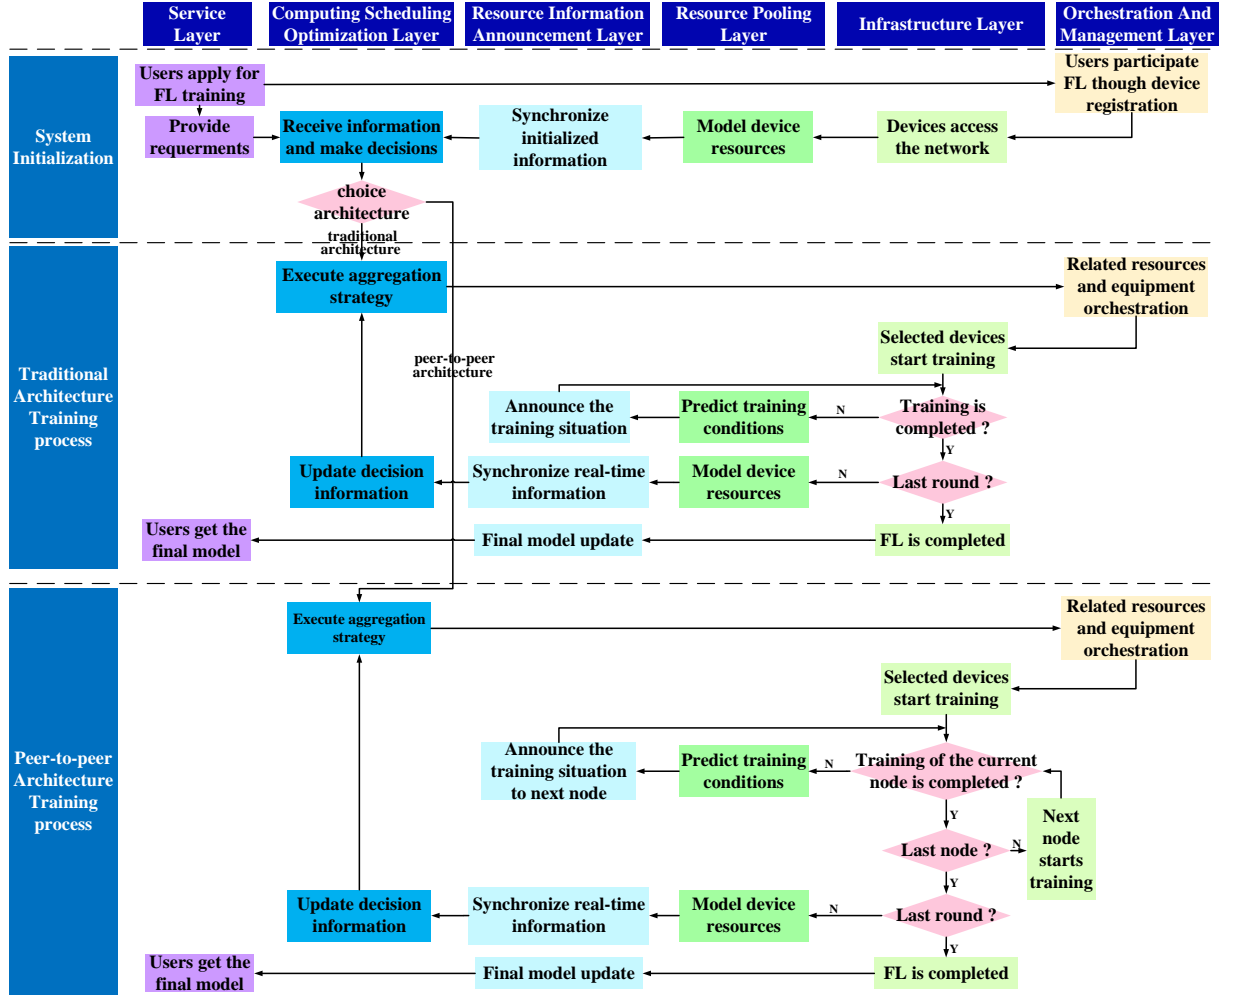 Service
Layer
Computing Scheduling
Optimization Layer
Resource Information
Announcement Layer
Resource Pooling
Layer
Infrastructure Layer
Orchestration And
Management Layer
System
Initialization
Users apply for
FL training
Users participate
FL though device
registration
Provide
requerments
Receive information
and make decisions
Synchronize
initialized
information
Model device
resources
Devices access
the network
choice
architecture
traditional
architecture
Traditional
Architecture
Training
process
Execute aggregation
strategy
Related resources
and equipment
orchestration
peer-to-peer
architecture
Selected devices
start training
Announce the
training situation
Predict training
conditions
N
Training is
completed ?
Y
Update decision
information
Synchronize real-time
information
Model device
resources
N
Last round ?
Y
Users get the
final model
Final model update
FL is completed
Peer-to-peer
Architecture
Training
process
Execute aggregation
strategy
Related resources
and equipment
orchestration
Selected devices
start training
Announce the
training situation
to next node
Predict training
conditions
N
Training of the current
node is completed ?
Y
Last node ?
N
Next
node
starts
training
Y
Update decision
information
Synchronize real-time
information
Model device
resources
N
Last round ?
Y
Users get the
final model
Final model update
FL is completed